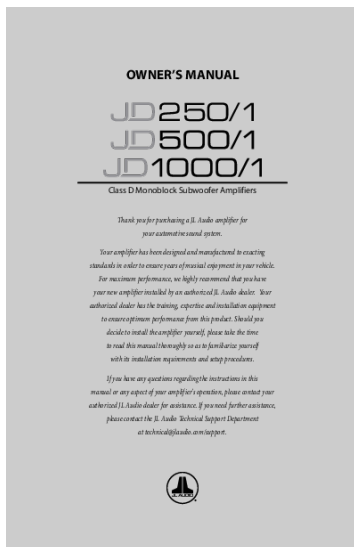 OWNER'S MANUAL
JD250/1
JD500/1
JD1000/1
Class D Monoblock Subwoofer Amplifiers
Thank you for purchasing a JL Audio amplifier for
your automotive sound system.
Your amplifier has been designed and manufactured to exacting
standards in order to ensure years of musical enjoyment in your vehicle.
For maximum performance, we highly recommend that you have
your new amplifier installed by an authorized JL Audio dealer. Your
authorized dealer has the training, expertise and installation equipment
to ensure optimum performance from this product. Should you
decide to install the amplifier yourself, please take the time
to read this manual thoroughly so as to familiarize yourself
with its installation requirements and setup procedures.
If you have any questions regarding the instructions in this
manual or any aspect of your amplifier's operation, please contact your
authorized JL Audio dealer for assistance. If you need further assistance,
please contact the JL Audio Technical Support Department
at technical@jlaudio.com/support.
JL AUDIO